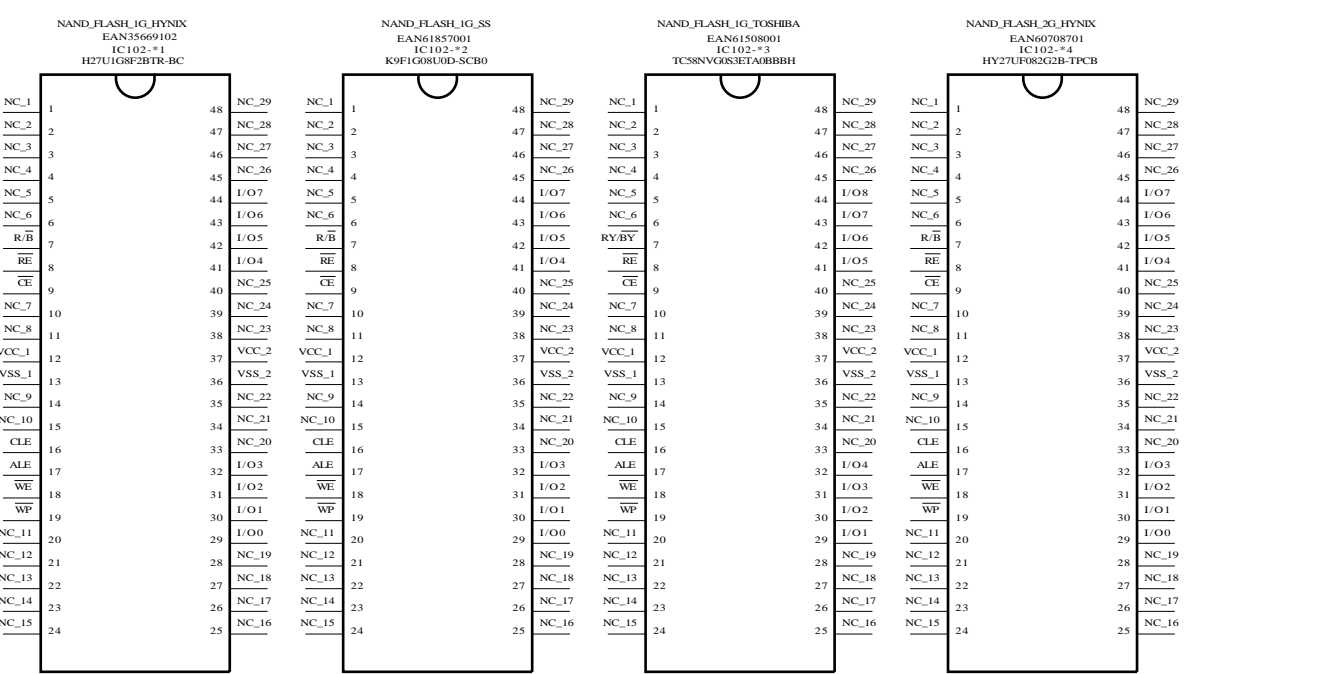 NAND_FLASH_1G_HYNIX
EAN35669102
IC102-*1
H27U1G8F2BTR-BC
NC_1 1 48 NC_29
NC_2 2 47 NC_28
NC_3 3 46 NC_27
NC_4 4 45 NC_26
NC_5 5 44 I/O7
NC_6 6 43 I/O6
R/B 7 42 I/O5
RE 8 41 I/O4
CE 9 40 NC_25
NC_7 10 39 NC_24
NC_8 11 38 NC_23
VCC_1 12 37 VCC_2
VSS_1 13 36 VSS_2
NC_9 14 35 NC_22
NC_10 15 34 NC_21
CLE 16 33 NC_20
ALE 17 32 I/O3
WE 18 31 I/O2
WP 19 30 I/O1
NC_11 20 29 I/O0
NC_12 21 28 NC_19
NC_13 22 27 NC_18
NC_14 23 26 NC_17
NC_15 24 25 NC_16
NAND_FLASH_1G_SS
EAN61857001
IC102-*2
K9F1G08U0D-SCB0
NC_1 1 48 NC_29
NC_2 2 47 NC_28
NC_3 3 46 NC_27
NC_4 4 45 NC_26
NC_5 5 44 I/O7
NC_6 6 43 I/O6
R/B 7 42 I/O5
RE 8 41 I/O4
CE 9 40 NC_25
NC_7 10 39 NC_24
NC_8 11 38 NC_23
VCC_1 12 37 VCC_2
VSS_1 13 36 VSS_2
NC_9 14 35 NC_22
NC_10 15 34 NC_21
CLE 16 33 NC_20
ALE 17 32 I/O3
WE 18 31 I/O2
WP 19 30 I/O1
NC_11 20 29 I/O0
NC_12 21 28 NC_19
NC_13 22 27 NC_18
NC_14 23 26 NC_17
NC_15 24 25 NC_16
NAND_FLASH_1G_TOSHIBA
EAN61508001
IC102-*3
TC58NVG0S3ETA0BBBH
NC_1 1 48 NC_29
NC_2 2 47 NC_28
NC_3 3 46 NC_27
NC_4 4 45 NC_26
NC_5 5 44 I/O8
NC_6 6 43 I/O7
RY/BY 7 42 I/O6
RE 8 41 I/O5
CE 9 40 NC_25
NC_7 10 39 NC_24
NC_8 11 38 NC_23
VCC_1 12 37 VCC_2
VSS_1 13 36 VSS_2
NC_9 14 35 NC_22
NC_10 15 34 NC_21
CLE 16 33 NC_20
ALE 17 32 I/O4
WE 18 31 I/O3
WP 19 30 I/O2
NC_11 20 29 I/O1
NC_12 21 28 NC_19
NC_13 22 27 NC_18
NC_14 23 26 NC_17
NC_15 24 25 NC_16
NAND_FLASH_2G_HYNIX
EAN60708701
IC102-*4
HY27UF082G2B-TPCB
NC_1 1 48 NC_29
NC_2 2 47 NC_28
NC_3 3 46 NC_27
NC_4 4 45 NC_26
NC_5 5 44 I/O7
NC_6 6 43 I/O6
R/B 7 42 I/O5
RE 8 41 I/O4
CE 9 40 NC_25
NC_7 10 39 NC_24
NC_8 11 38 NC_23
VCC_1 12 37 VCC_2
VSS_1 13 36 VSS_2
NC_9 14 35 NC_22
NC_10 15 34 NC_21
CLE 16 33 NC_20
ALE 17 32 I/O3
WE 18 31 I/O2
WP 19 30 I/O1
NC_11 20 29 I/O0
NC_12 21 28 NC_19
NC_13 22 27 NC_18
NC_14 23 26 NC_17
NC_15 24 25 NC_16